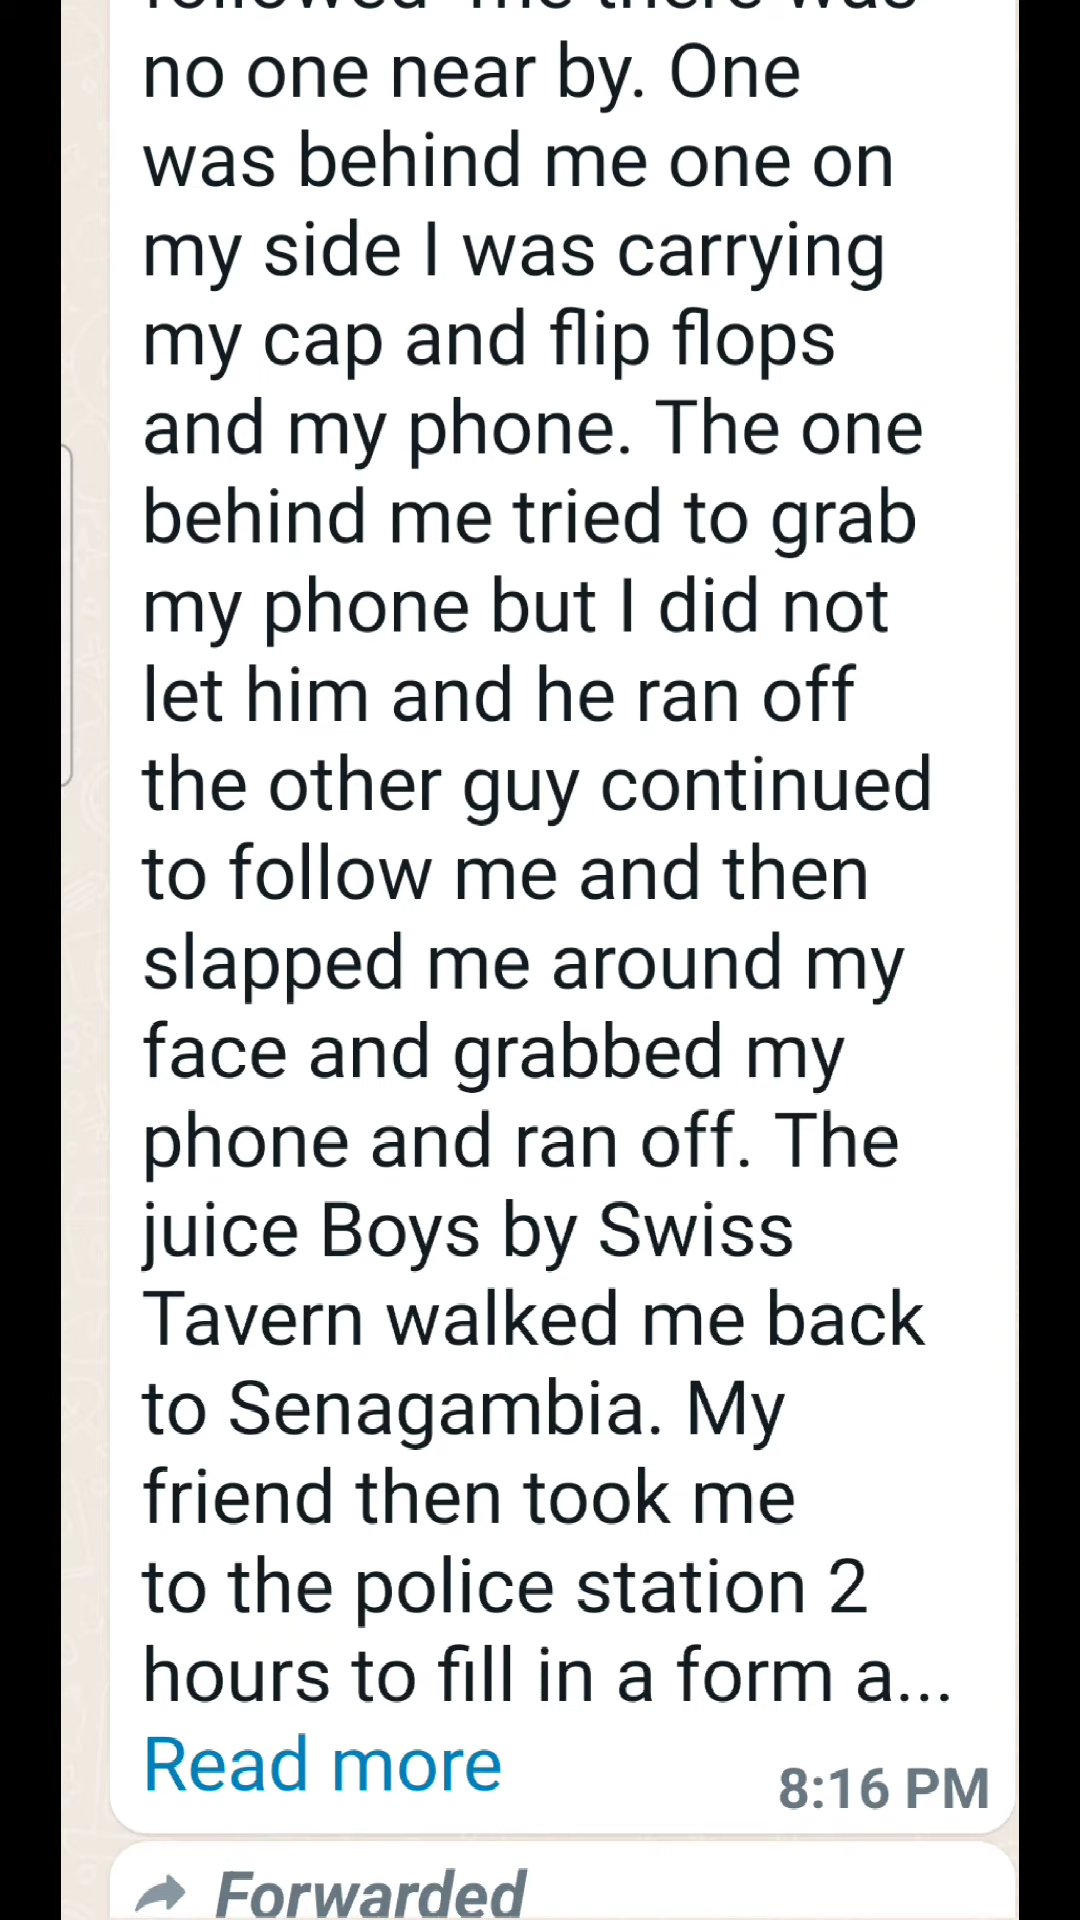 followed me there was
no one near by. One
was behind me one on
my side I was carrying
my cap and flip flops
and my phone. The one
behind me tried to grab
my phone but I did not
let him and he ran off
the other guy continued
to follow me and then
slapped me around my
face and grabbed my
phone and ran off. The
juice Boys by Swiss
Tavern walked me back
to Senagambia. My
friend then took me
to the police station 2
hours to fill in a form a...
Read more
8:16 PM
Forwarded